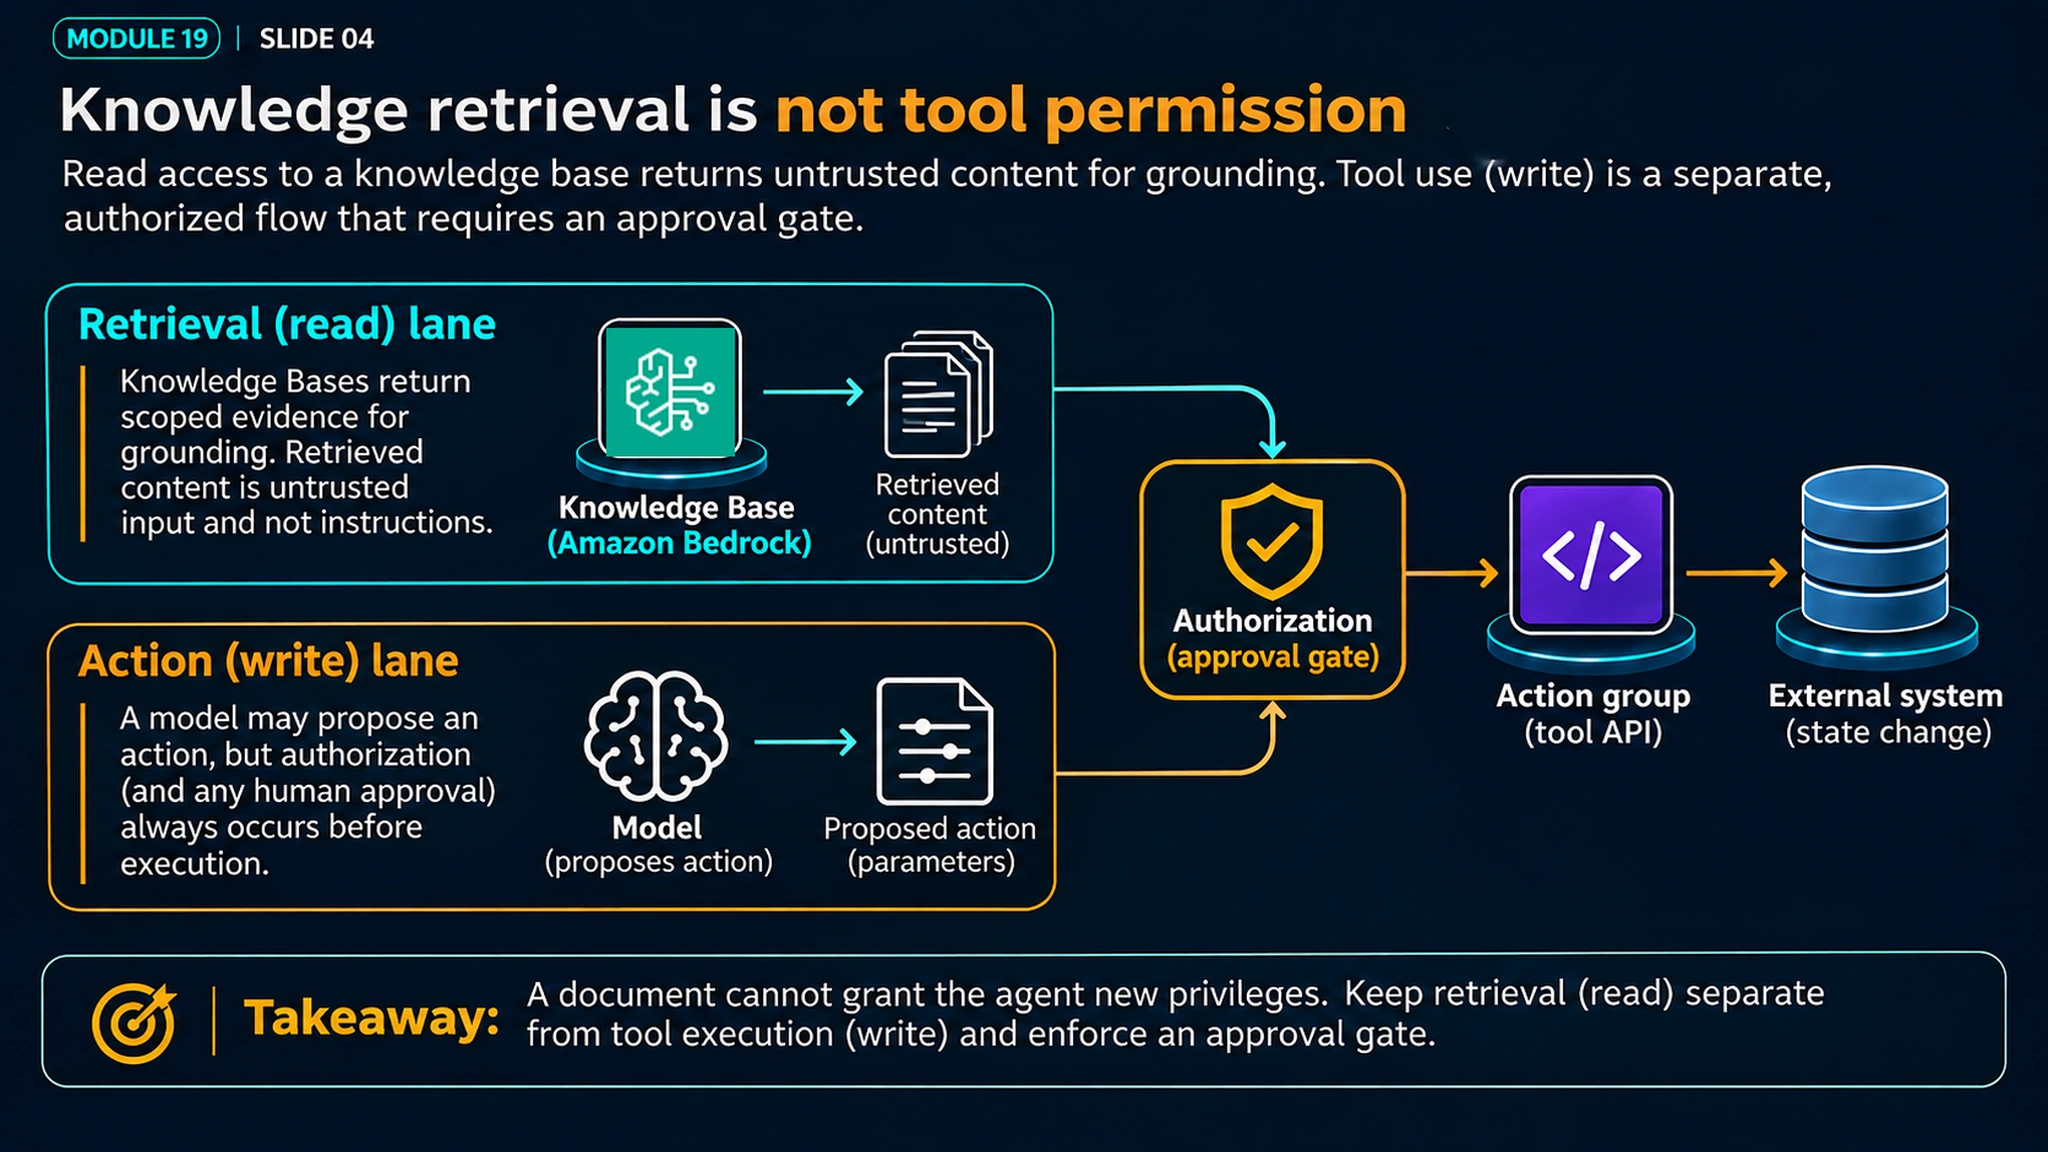 MODULE 19 | SLIDE 04
Knowledge retrieval is not tool permission
Read access to a knowledge base returns untrusted content for grounding. Tool use (write) is a separate,
authorized flow that requires an approval gate.
Retrieval (read) lane
Knowledge Bases return
scoped evidence for
grounding. Retrieved
content is untrusted
input and not instructions.
Knowledge Base
(Amazon Bedrock)
Retrieved
content
(untrusted)
Action (write) lane
A model may propose an
action, but authorization
(and any human approval)
always occurs before
execution.
Model
(proposes action)
Proposed action
(parameters)
Authorization
(approval gate)
</>
Action group
(tool API)
External system
(state change)
Takeaway:
A document cannot grant the agent new privileges. Keep retrieval (read) separate
from tool execution (write) and enforce an approval gate.